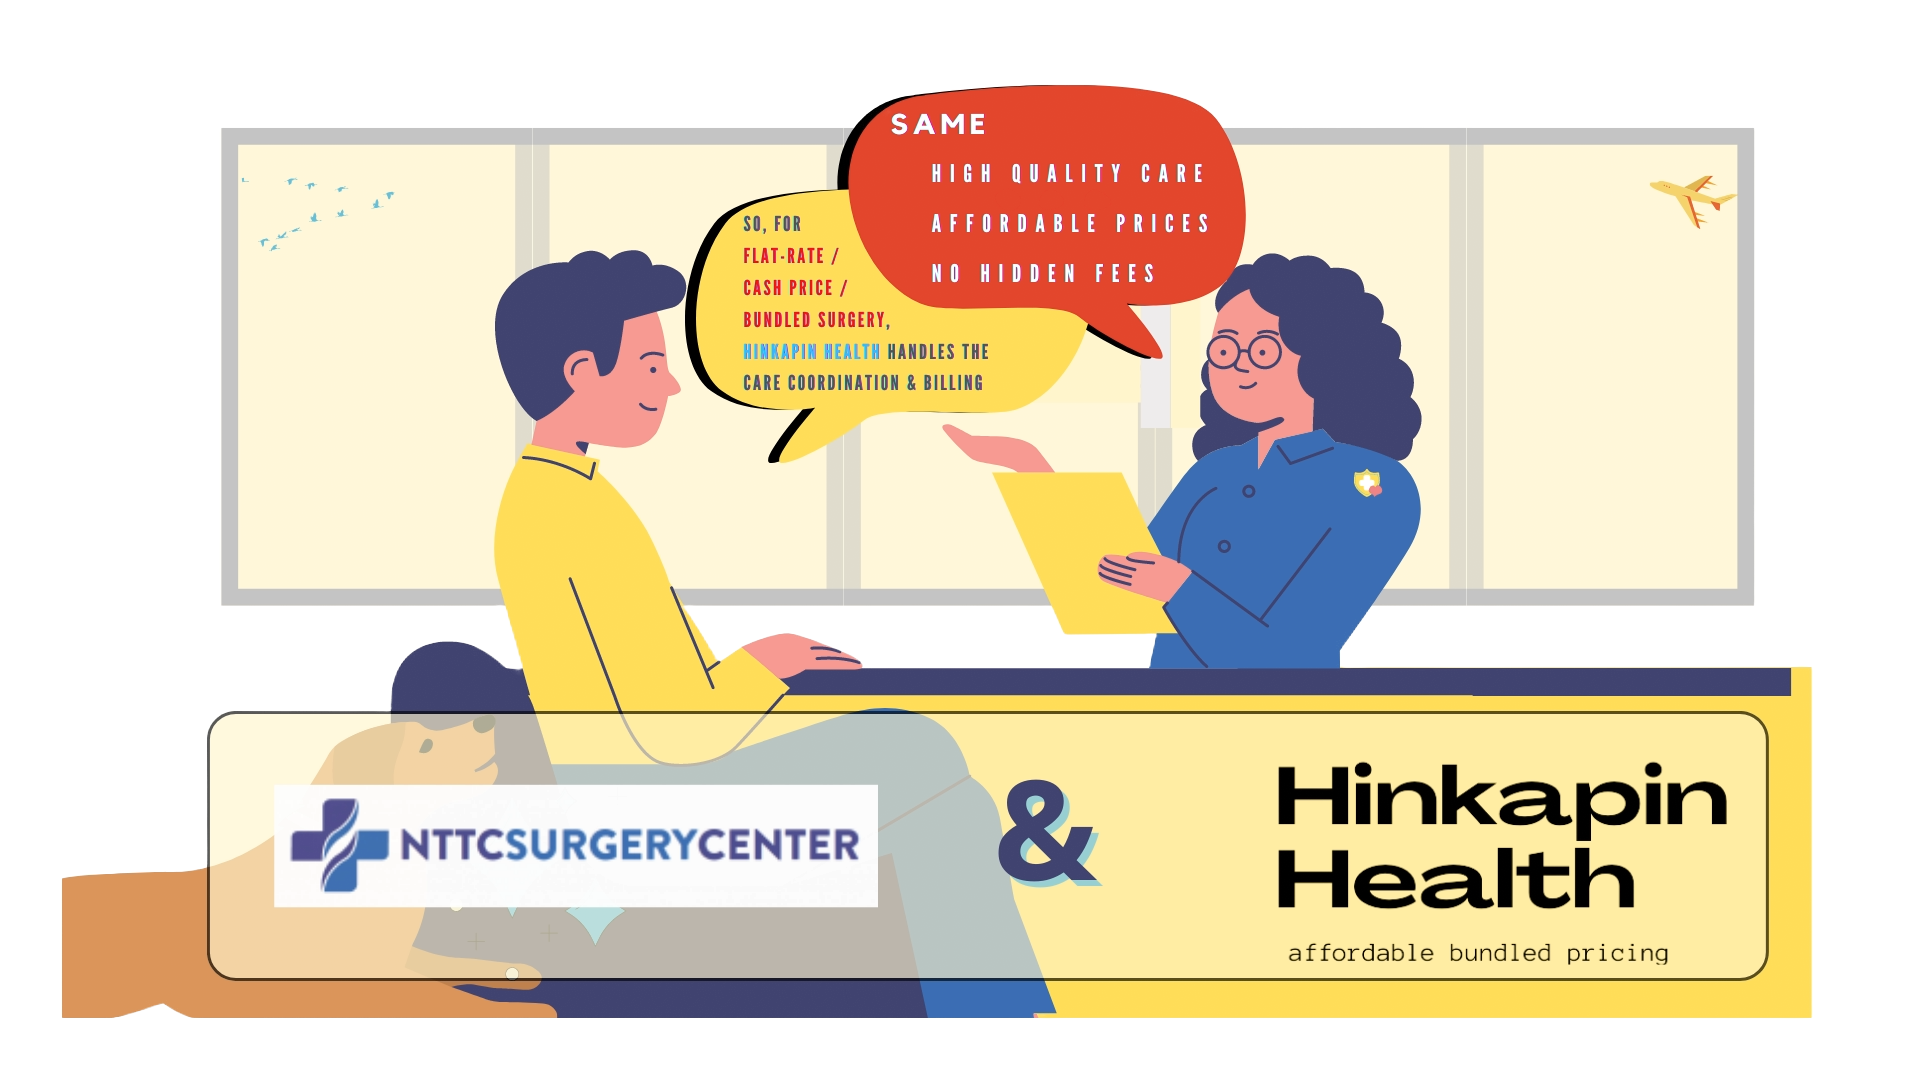 SAME
HIGH QUALITY CARE
AFFORDABLE PRICES
NO HIDDEN FEES
SO, FOR
FLAT-RATE /
CASH PRICE /
BUNDLED SURGERY,
HINKAPIN HEALTH HANDLES THE
CARE COORDINATION & BILLING
NTTCSURGERYCENTER
&
Hinkapin
Health
affordable bundled pricing